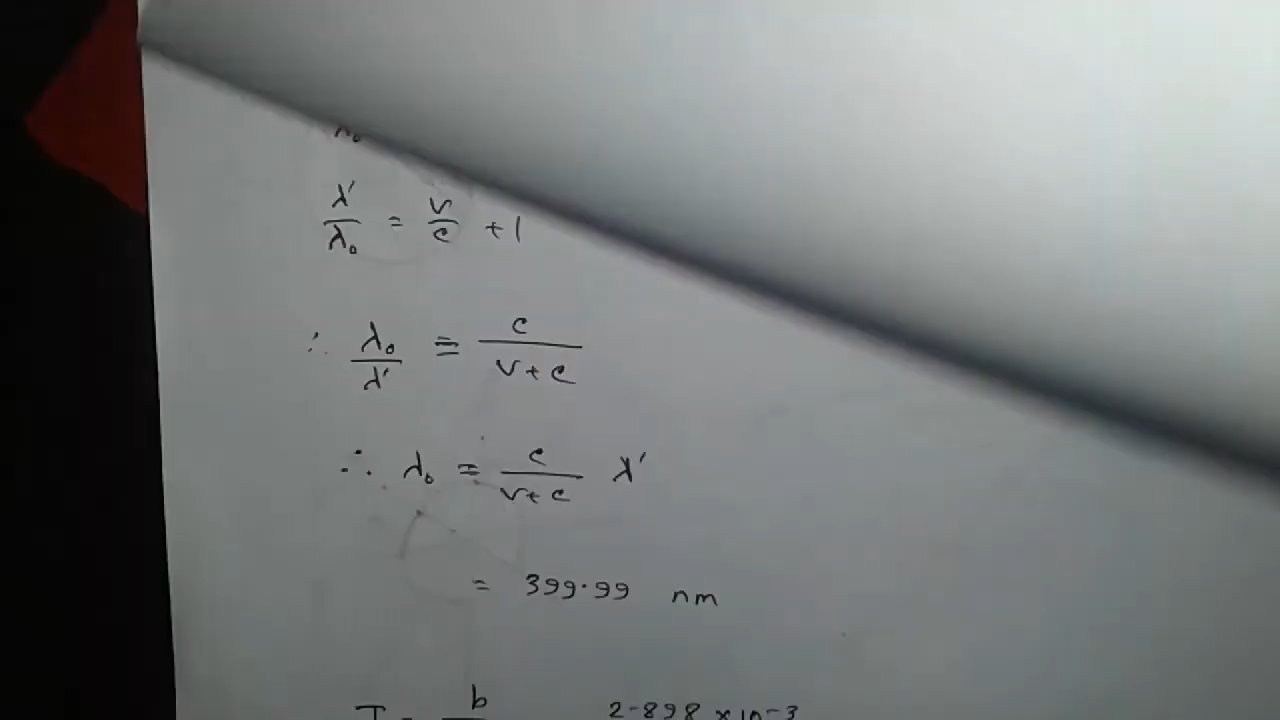 λ'/λ₀ = v/c + 1
∴ λ₀/λ' = c/(v+c)
∴ λ₀ = c/(v+c) λ'
= 399.99 nm
T = b 2.898 × 10⁻³